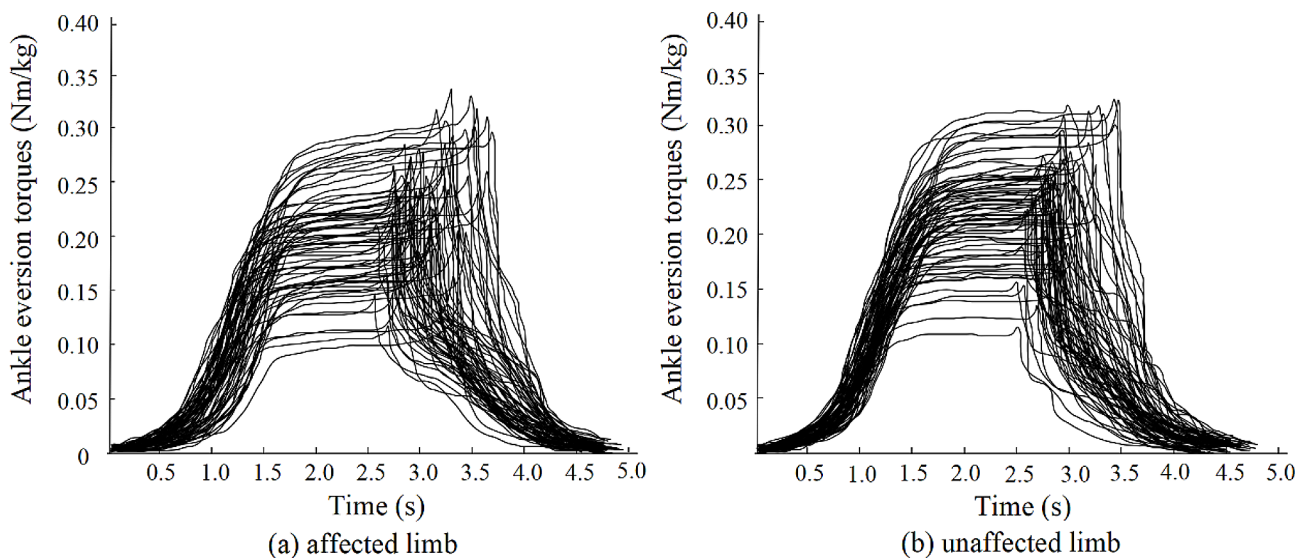 Ankle eversion torques (Nm/kg)
0.40
0.35
0.30
0.25
0.20
0.15
0.10
0.05
0
0.5 1.0 1.5 2.0 2.5 3.0 3.5 4.0 4.5 5.0
Time (s)
(a) affected limb
Ankle eversion torques (Nm/kg)
0.40
0.35
0.30
0.25
0.20
0.15
0.10
0.05
0.00
0.5 1.0 1.5 2.0 2.5 3.0 3.5 4.0 4.5 5.0
Time (s)
(b) unaffected limb